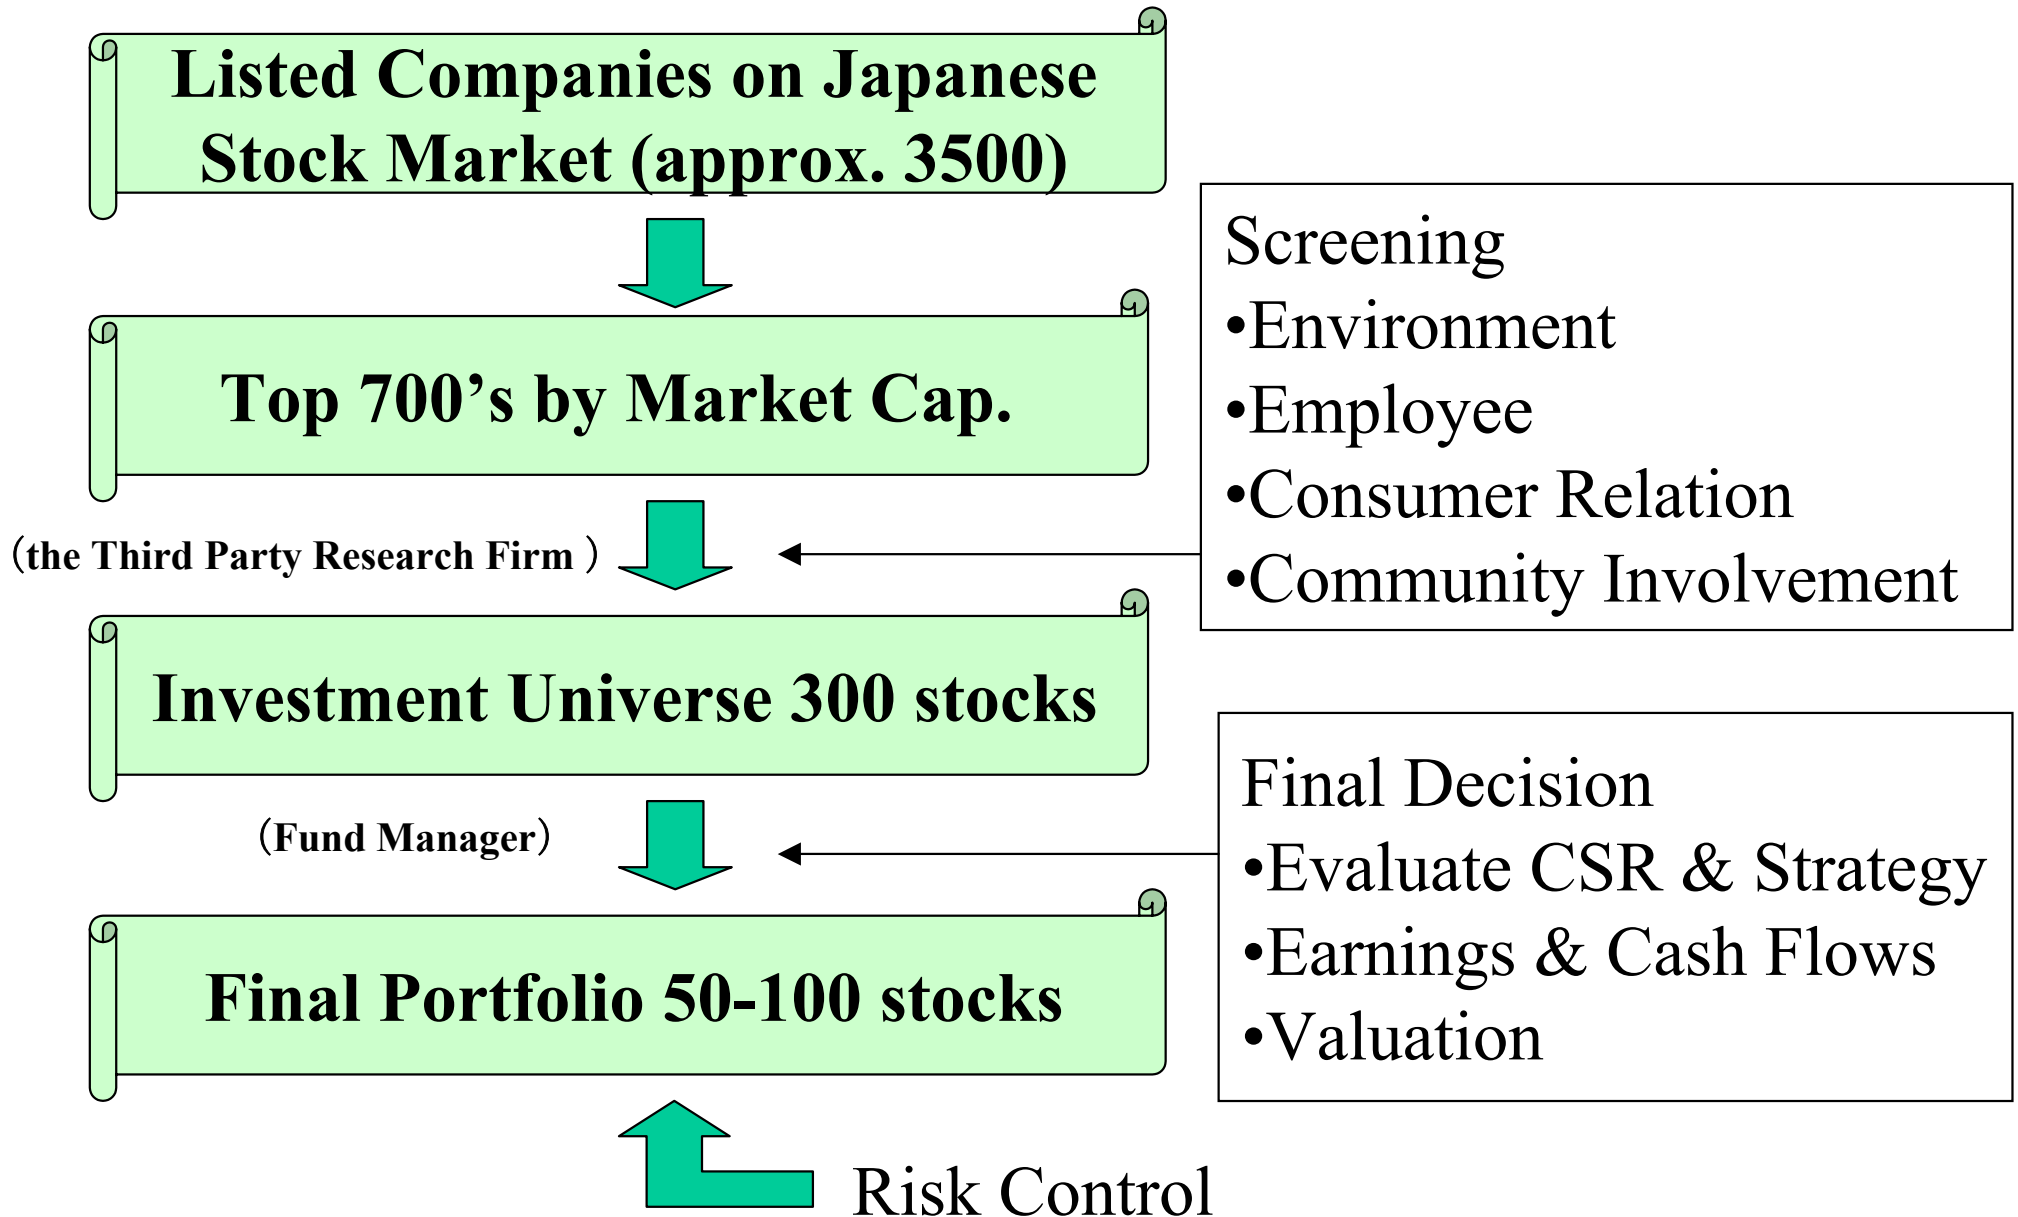 Listed Companies on Japanese
Stock Market (approx. 3500)
Top 700’s by Market Cap.
（the Third Party Research Firm ）
Screening
•Environment
•Employee
•Consumer Relation
•Community Involvement
Investment Universe 300 stocks
（Fund Manager）
Final Decision
•Evaluate CSR & Strategy
•Earnings & Cash Flows
•Valuation
Final Portfolio 50-100 stocks
Risk Control